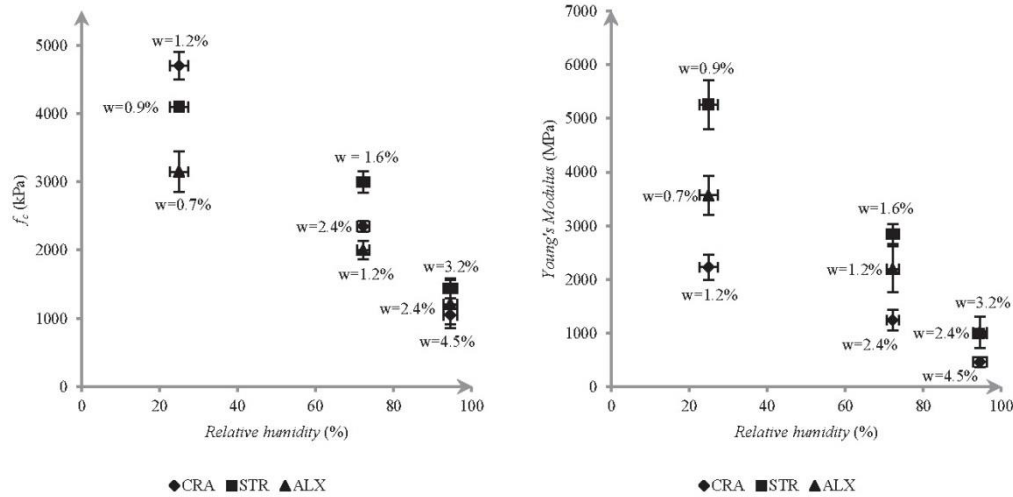 f_c (kPa)
5000
4000
3000
2000
1000
0
w=1.2%
w=0.9%
w=0.7%
w = 1.6%
w=2.4%
w=1.2%
w=3.2%
w=2.4%
w=4.5%
0 20 40 60 80 100
Relative humidity (%)
CRA STR ALX
Young's Modulus (MPa)
7000
6000
5000
4000
3000
2000
1000
0
w=0.9%
w=0.7%
w=1.2%
w=1.6%
w=1.2%
w=2.4%
w=3.2%
w=2.4%
w=4.5%
0 20 40 60 80 100
Relative humidity (%)
CRA STR ALX